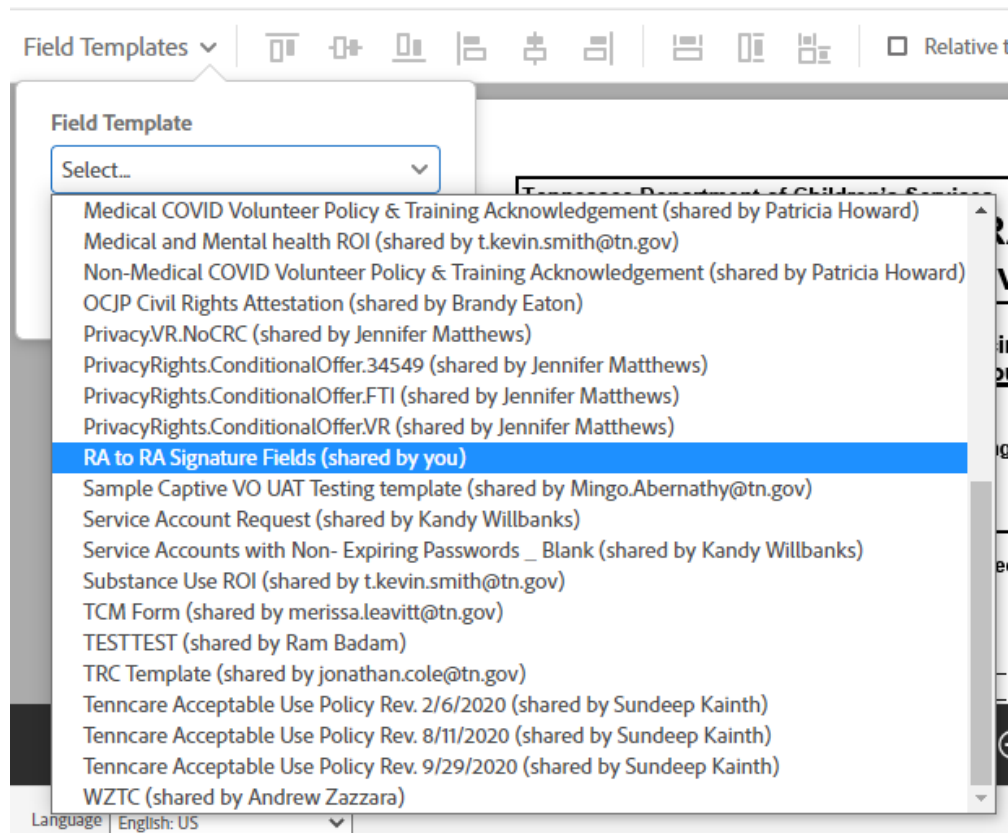 Field Templates
Relative t
Field Template
Select...
Tennessee Department of Children's Services
Medical COVID Volunteer Policy & Training Acknowledgement (shared by Patricia Howard)
Medical and Mental health ROI (shared by t.kevin.smith@tn.gov)
Non-Medical COVID Volunteer Policy & Training Acknowledgement (shared by Patricia Howard)
OCJP Civil Rights Attestation (shared by Brandy Eaton)
Privacy.VR.NoCRC (shared by Jennifer Matthews)
PrivacyRights.ConditionalOffer.34549 (shared by Jennifer Matthews)
PrivacyRights.ConditionalOffer.FTI (shared by Jennifer Matthews)
PrivacyRights.ConditionalOffer.VR (shared by Jennifer Matthews)
RA to RA Signature Fields (shared by you)
Sample Captive VO UAT Testing template (shared by Mingo.Abernathy@tn.gov)
Service Account Request (shared by Kandy Willbanks)
Service Accounts with Non- Expiring Passwords _ Blank (shared by Kandy Willbanks)
Substance Use ROI (shared by t.kevin.smith@tn.gov)
TCM Form (shared by merissa.leavitt@tn.gov)
TESTTEST (shared by Ram Badam)
TRC Template (shared by jonathan.cole@tn.gov)
Tenncare Acceptable Use Policy Rev. 2/6/2020 (shared by Sundeep Kainth)
Tenncare Acceptable Use Policy Rev. 8/11/2020 (shared by Sundeep Kainth)
Tenncare Acceptable Use Policy Rev. 9/29/2020 (shared by Sundeep Kainth)
WZTC (shared by Andrew Zazzara)
Language English: US